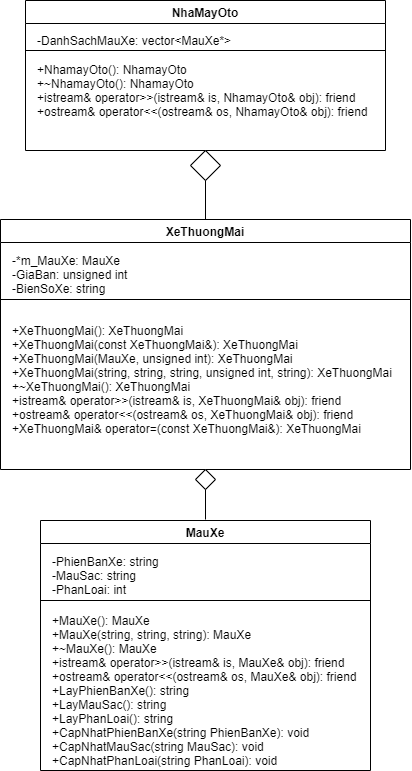 NhaMayOto
-DanhSachMauXe: vector<MauXe*>
+NhamayOto(): NhamayOto
+~NhamayOto(): NhamayOto
+istream& operator>>(istream& is, NhamayOto& obj): friend
+ostream& operator<<(ostream& os, NhamayOto& obj): friend
XeThuongMai
-*m_MauXe: MauXe
-GiaBan: unsigned int
-BienSoXe: string
+XeThuongMai(): XeThuongMai
+XeThuongMai(const XeThuongMai&): XeThuongMai
+XeThuongMai(MauXe, unsigned int): XeThuongMai
+XeThuongMai(string, string, string, unsigned int, string): XeThuongMai
+~XeThuongMai(): XeThuongMai
+istream& operator>>(istream& is, XeThuongMai& obj): friend
+ostream& operator<<(ostream& os, XeThuongMai& obj): friend
+XeThuongMai& operator=(const XeThuongMai&): XeThuongMai
MauXe
-PhienBanXe: string
-MauSac: string
-PhanLoai: int
+MauXe(): MauXe
+MauXe(string, string, string): MauXe
+~MauXe(): MauXe
+istream& operator>>(istream& is, MauXe& obj): friend
+ostream& operator<<(ostream& os, MauXe& obj): friend
+LayPhienBanXe(): string
+LayMauSac(): string
+LayPhanLoai(): string
+CapNhatPhienBanXe(string PhienBanXe): void
+CapNhatMauSac(string MauSac): void
+CapNhatPhanLoai(string PhanLoai): void